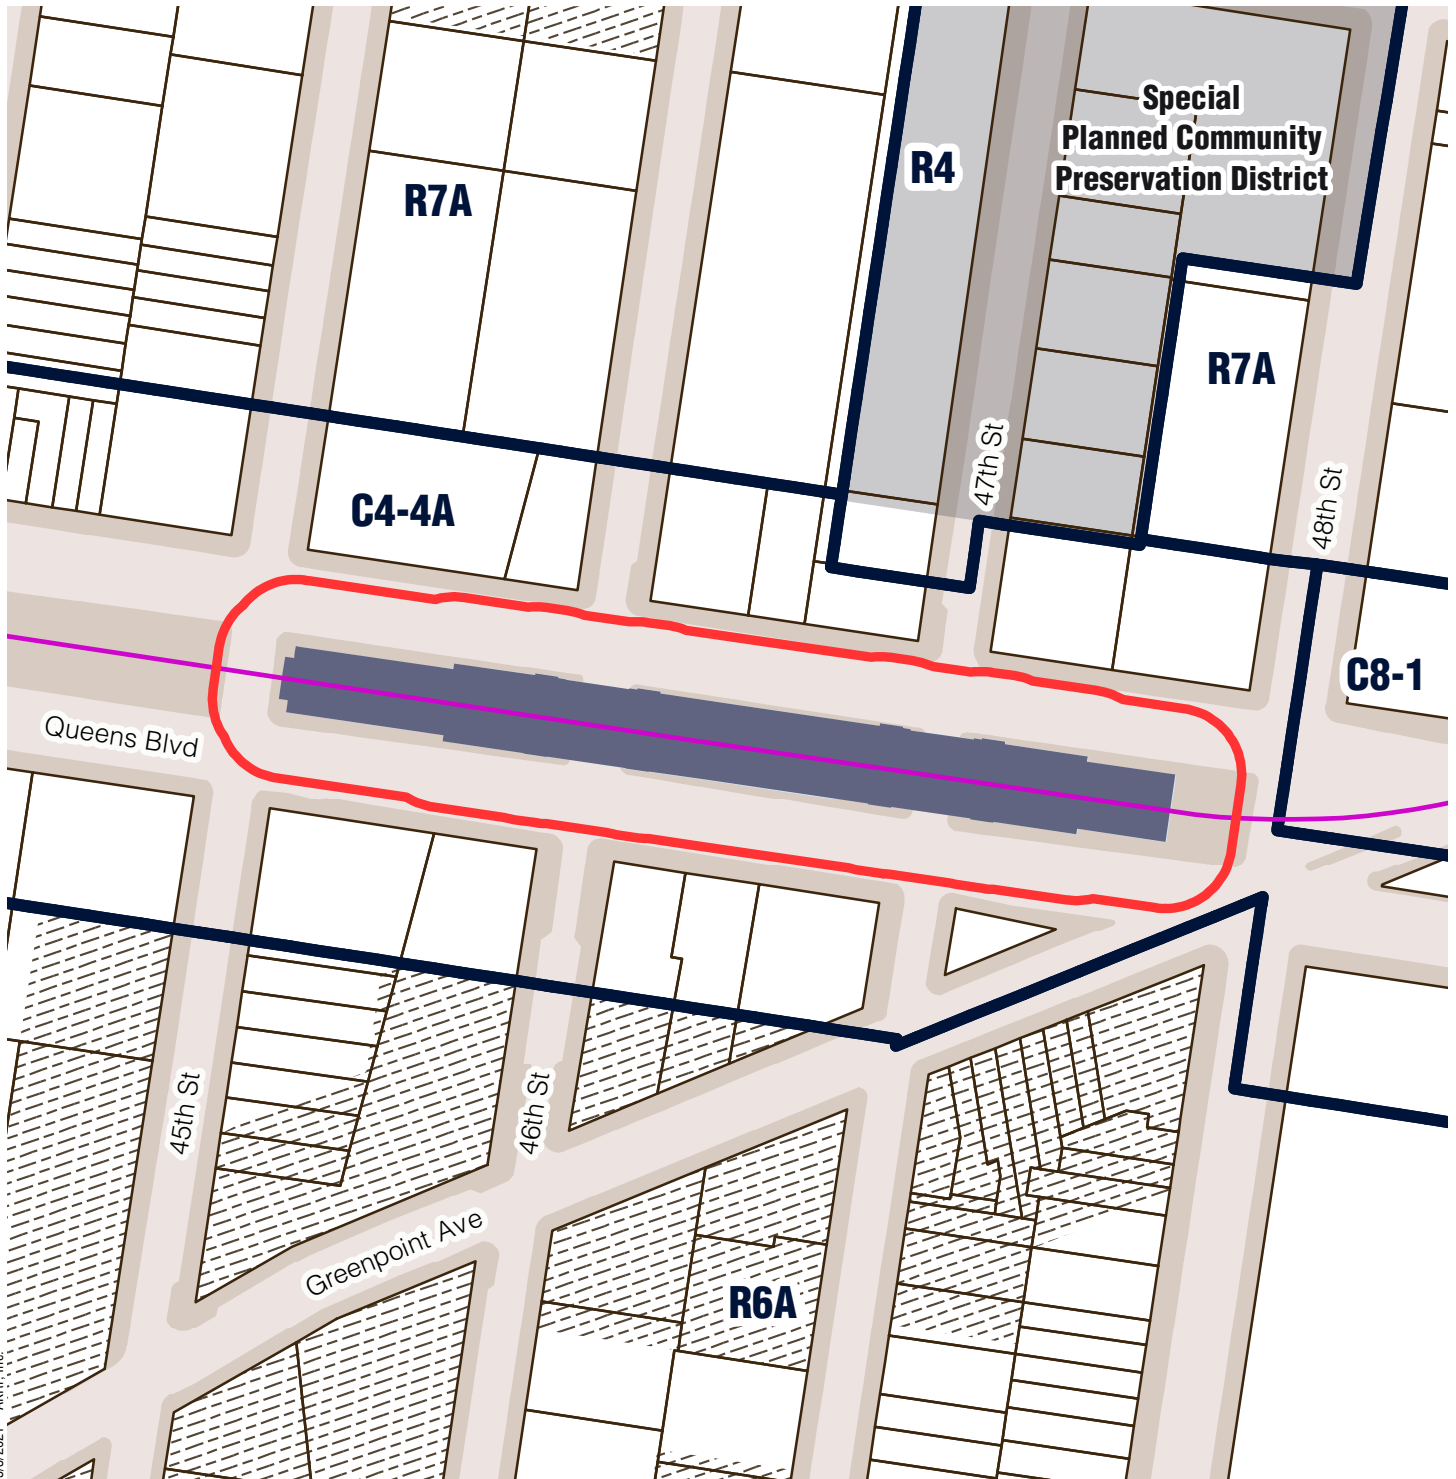 Special
Planned Community
Preservation District
R4
R7A
R7A
47th St
48th St
C4-4A
C8-1
Queens Blvd
45th St
46th St
Greenpoint Ave
R6A